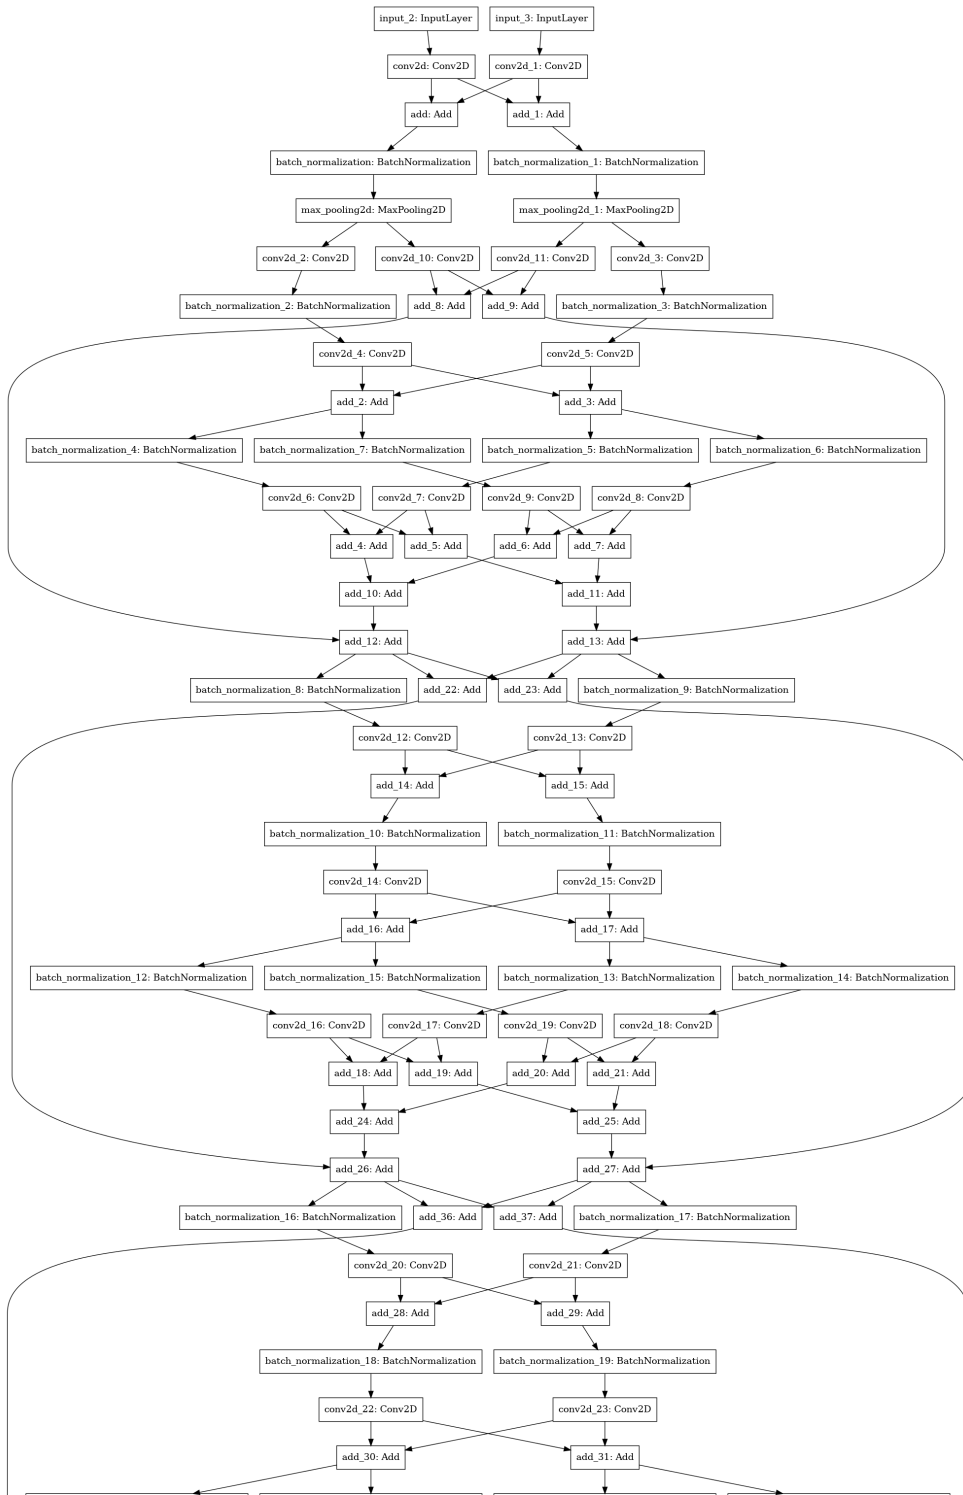 input_2: InputLayer
input_3: InputLayer
conv2d: Conv2D
conv2d_1: Conv2D
add: Add
add_1: Add
batch_normalization: BatchNormalization
batch_normalization_1: BatchNormalization
max_pooling2d: MaxPooling2D
max_pooling2d_1: MaxPooling2D
conv2d_2: Conv2D
conv2d_10: Conv2D
conv2d_11: Conv2D
conv2d_3: Conv2D
batch_normalization_2: BatchNormalization
add_8: Add
add_9: Add
batch_normalization_3: BatchNormalization
conv2d_4: Conv2D
conv2d_5: Conv2D
add_2: Add
add_3: Add
batch_normalization_4: BatchNormalization
batch_normalization_7: BatchNormalization
batch_normalization_5: BatchNormalization
batch_normalization_6: BatchNormalization
conv2d_6: Conv2D
conv2d_7: Conv2D
conv2d_9: Conv2D
conv2d_8: Conv2D
add_4: Add
add_5: Add
add_6: Add
add_7: Add
add_10: Add
add_11: Add
add_12: Add
add_13: Add
batch_normalization_8: BatchNormalization
add_22: Add
add_23: Add
batch_normalization_9: BatchNormalization
conv2d_12: Conv2D
conv2d_13: Conv2D
add_14: Add
add_15: Add
batch_normalization_10: BatchNormalization
batch_normalization_11: BatchNormalization
conv2d_14: Conv2D
conv2d_15: Conv2D
add_16: Add
add_17: Add
batch_normalization_12: BatchNormalization
batch_normalization_15: BatchNormalization
batch_normalization_13: BatchNormalization
batch_normalization_14: BatchNormalization
conv2d_16: Conv2D
conv2d_17: Conv2D
conv2d_19: Conv2D
conv2d_18: Conv2D
add_18: Add
add_19: Add
add_20: Add
add_21: Add
add_24: Add
add_25: Add
add_26: Add
add_27: Add
batch_normalization_16: BatchNormalization
add_36: Add
add_37: Add
batch_normalization_17: BatchNormalization
conv2d_20: Conv2D
conv2d_21: Conv2D
add_28: Add
add_29: Add
batch_normalization_18: BatchNormalization
batch_normalization_19: BatchNormalization
conv2d_22: Conv2D
conv2d_23: Conv2D
add_30: Add
add_31: Add